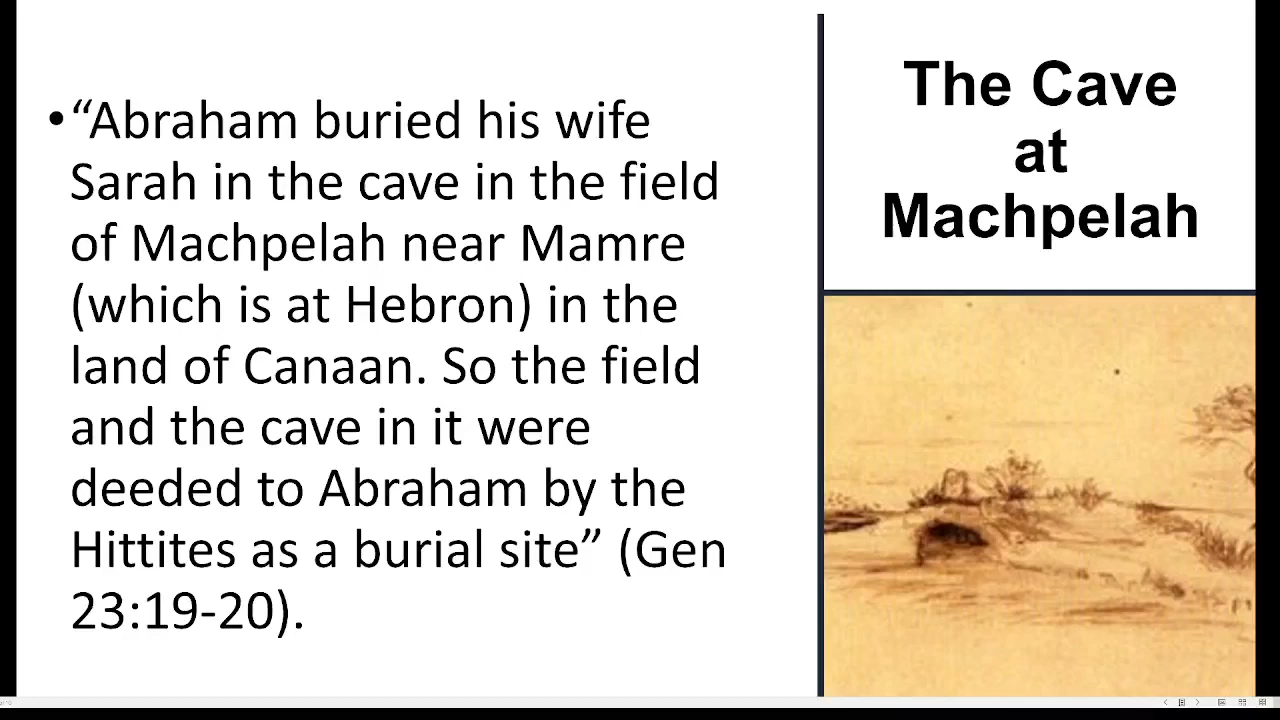 • “Abraham buried his wife
Sarah in the cave in the field
of Machpelah near Mamre
(which is at Hebron) in the
land of Canaan. So the field
and the cave in it were
deeded to Abraham by the
Hittites as a burial site” (Gen
23:19-20).
The Cave
at
Machpelah